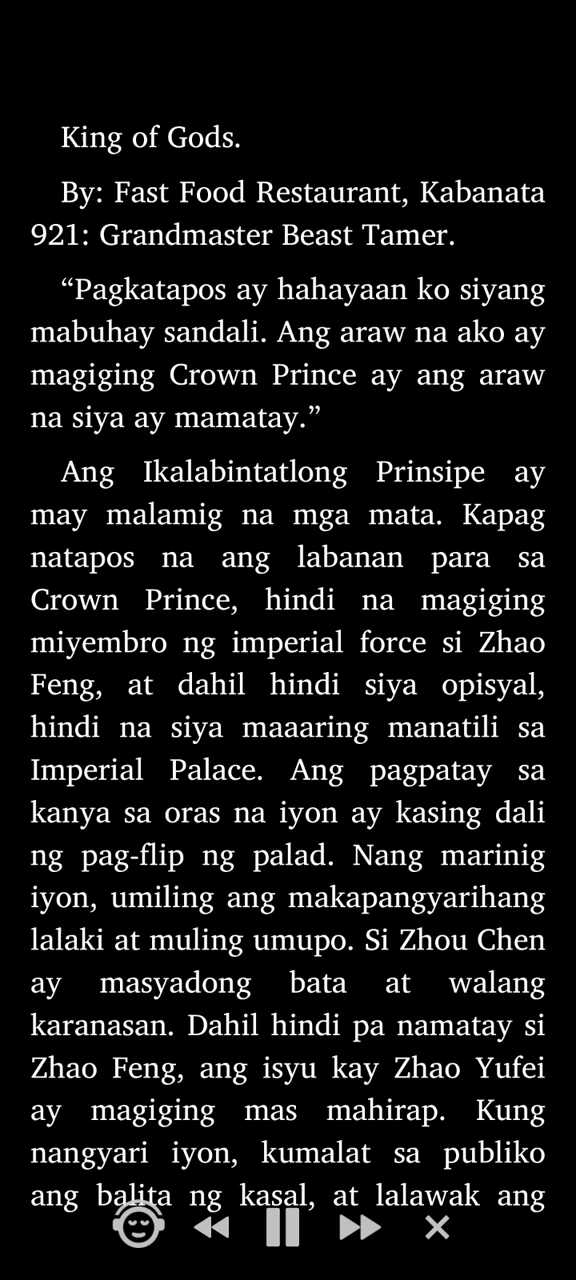 King of Gods.
By: Fast Food Restaurant, Kabanata
921: Grandmaster Beast Tamer.
“Pagkatapos ay hahayaan ko siyang
mabuhay sandali. Ang araw na ako ay
magiging Crown Prince ay ang araw
na siya ay mamatay.”
Ang Ikalabintatlong Prinsipe ay
may malamig na mga mata. Kapag
natapos na ang labanan para sa
Crown Prince, hindi na magiging
miyembro ng imperial force si Zhao
Feng, at dahil hindi siya opisyal,
hindi na siya maaaring manatili sa
Imperial Palace. Ang pagpatay sa
kanya sa oras na iyon ay kasing dali
ng pag-flip ng palad. Nang marinig
iyon, umiling ang makapangyarihang
lalaki at muling umupo. Si Zhou Chen
ay masyadong bata at walang
karanasan. Dahil hindi pa namatay si
Zhao Feng, ang isyu kay Zhao Yufei
ay magiging mas mahirap. Kung
nangyari iyon, kumalat sa publiko
ang balita ng kasal, at lalawak ang